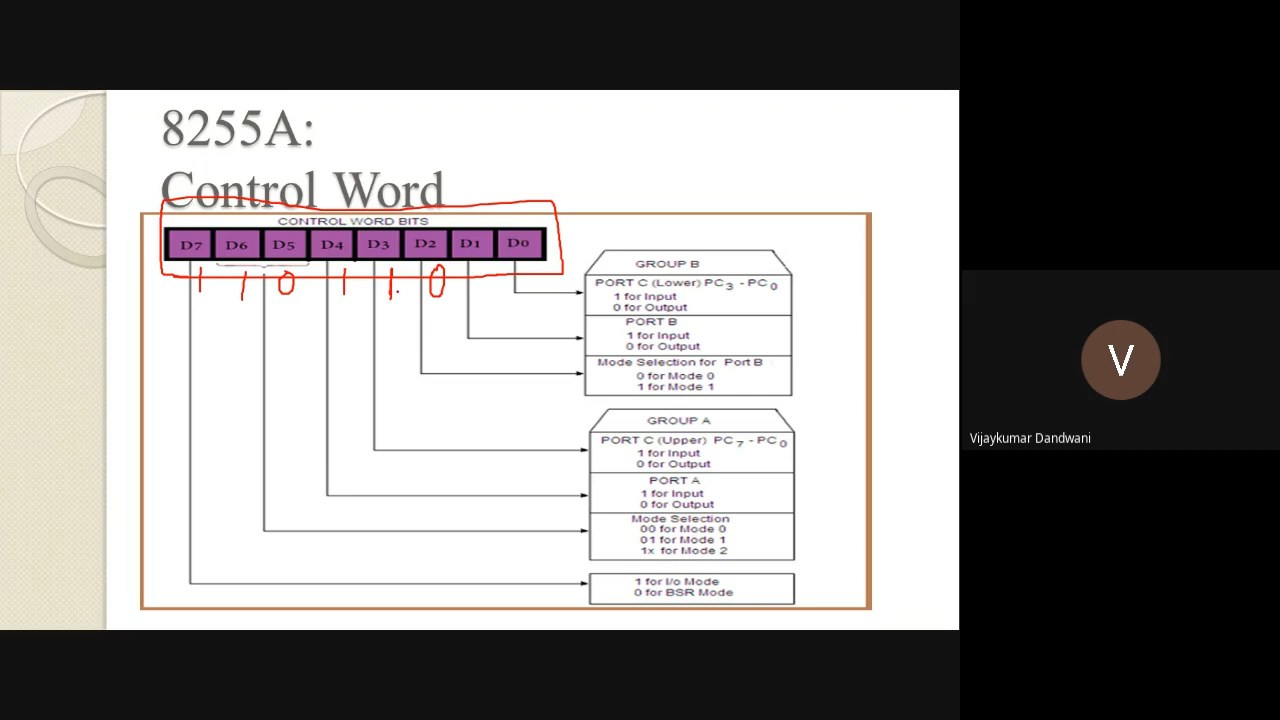 8255A:
Control Word
CONTROL WORD BITS
D7 D6 D5 D4 D3 D2 D1 D0
1 1 0 1 1. 0
GROUP B
PORT C (Lower) PC3 - PC0
1 for Input
0 for Output
PORT B
1 for Input
0 for Output
Mode Selection for Port B
0 for Mode 0
1 for Mode 1
GROUP A
PORT C (Upper) PC7 - PC0
1 for Input
0 for Output
PORT A
1 for Input
0 for Output
Mode Selection
00 for Mode 0
01 for Mode 1
1x for Mode 2
1 for I/o Mode
0 for BSR Mode
V
Vijaykumar Dandwani